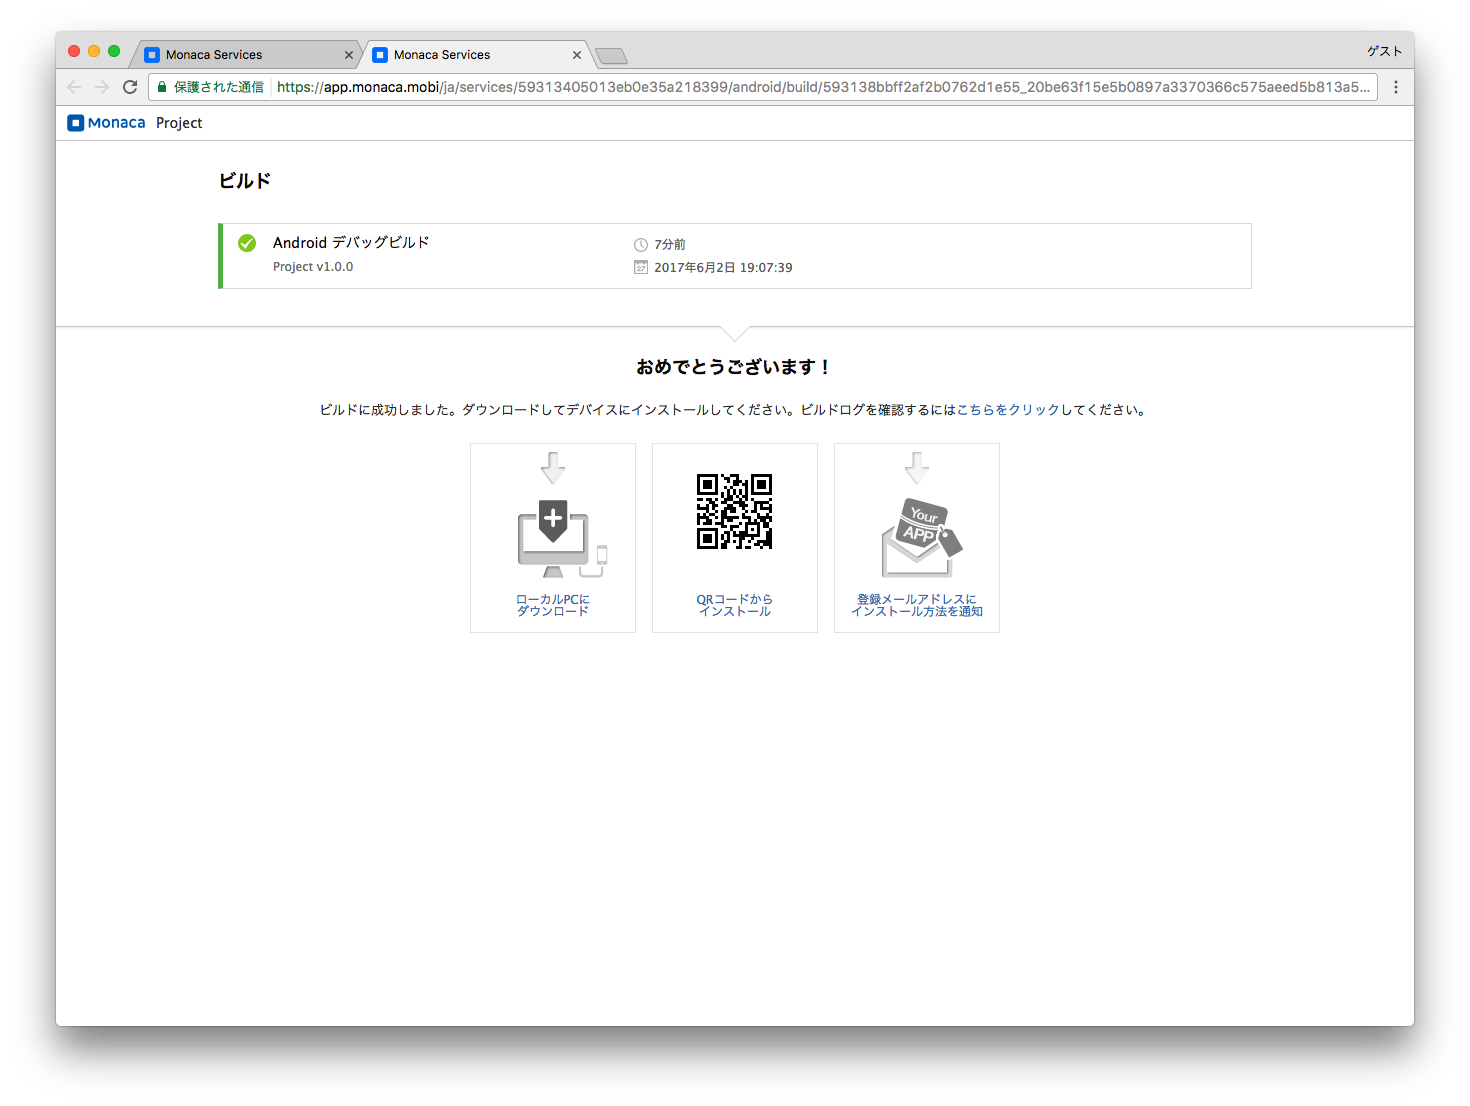 Monaca Services
Monaca Services
ゲスト
保護された通信 https://app.monaca.mobi/ja/services/59313405013eb0e35a218399/android/build/593138bbff2af2b0762d1e55_20be63f15e5b0897a3370366c575aeed5b813a5...
Monaca Project
ビルド
Android デバッグビルド
7分前
Project v1.0.0
27
2017年6月2日 19:07:39
おめでとうございます！
ビルドに成功しました。ダウンロードしてデバイスにインストールしてください。ビルドログを確認するにはこちらをクリックしてください。
Your
APP
ローカルPCに
ダウンロード
QRコードから
インストール
登録メールアドレスに
インストール方法を通知